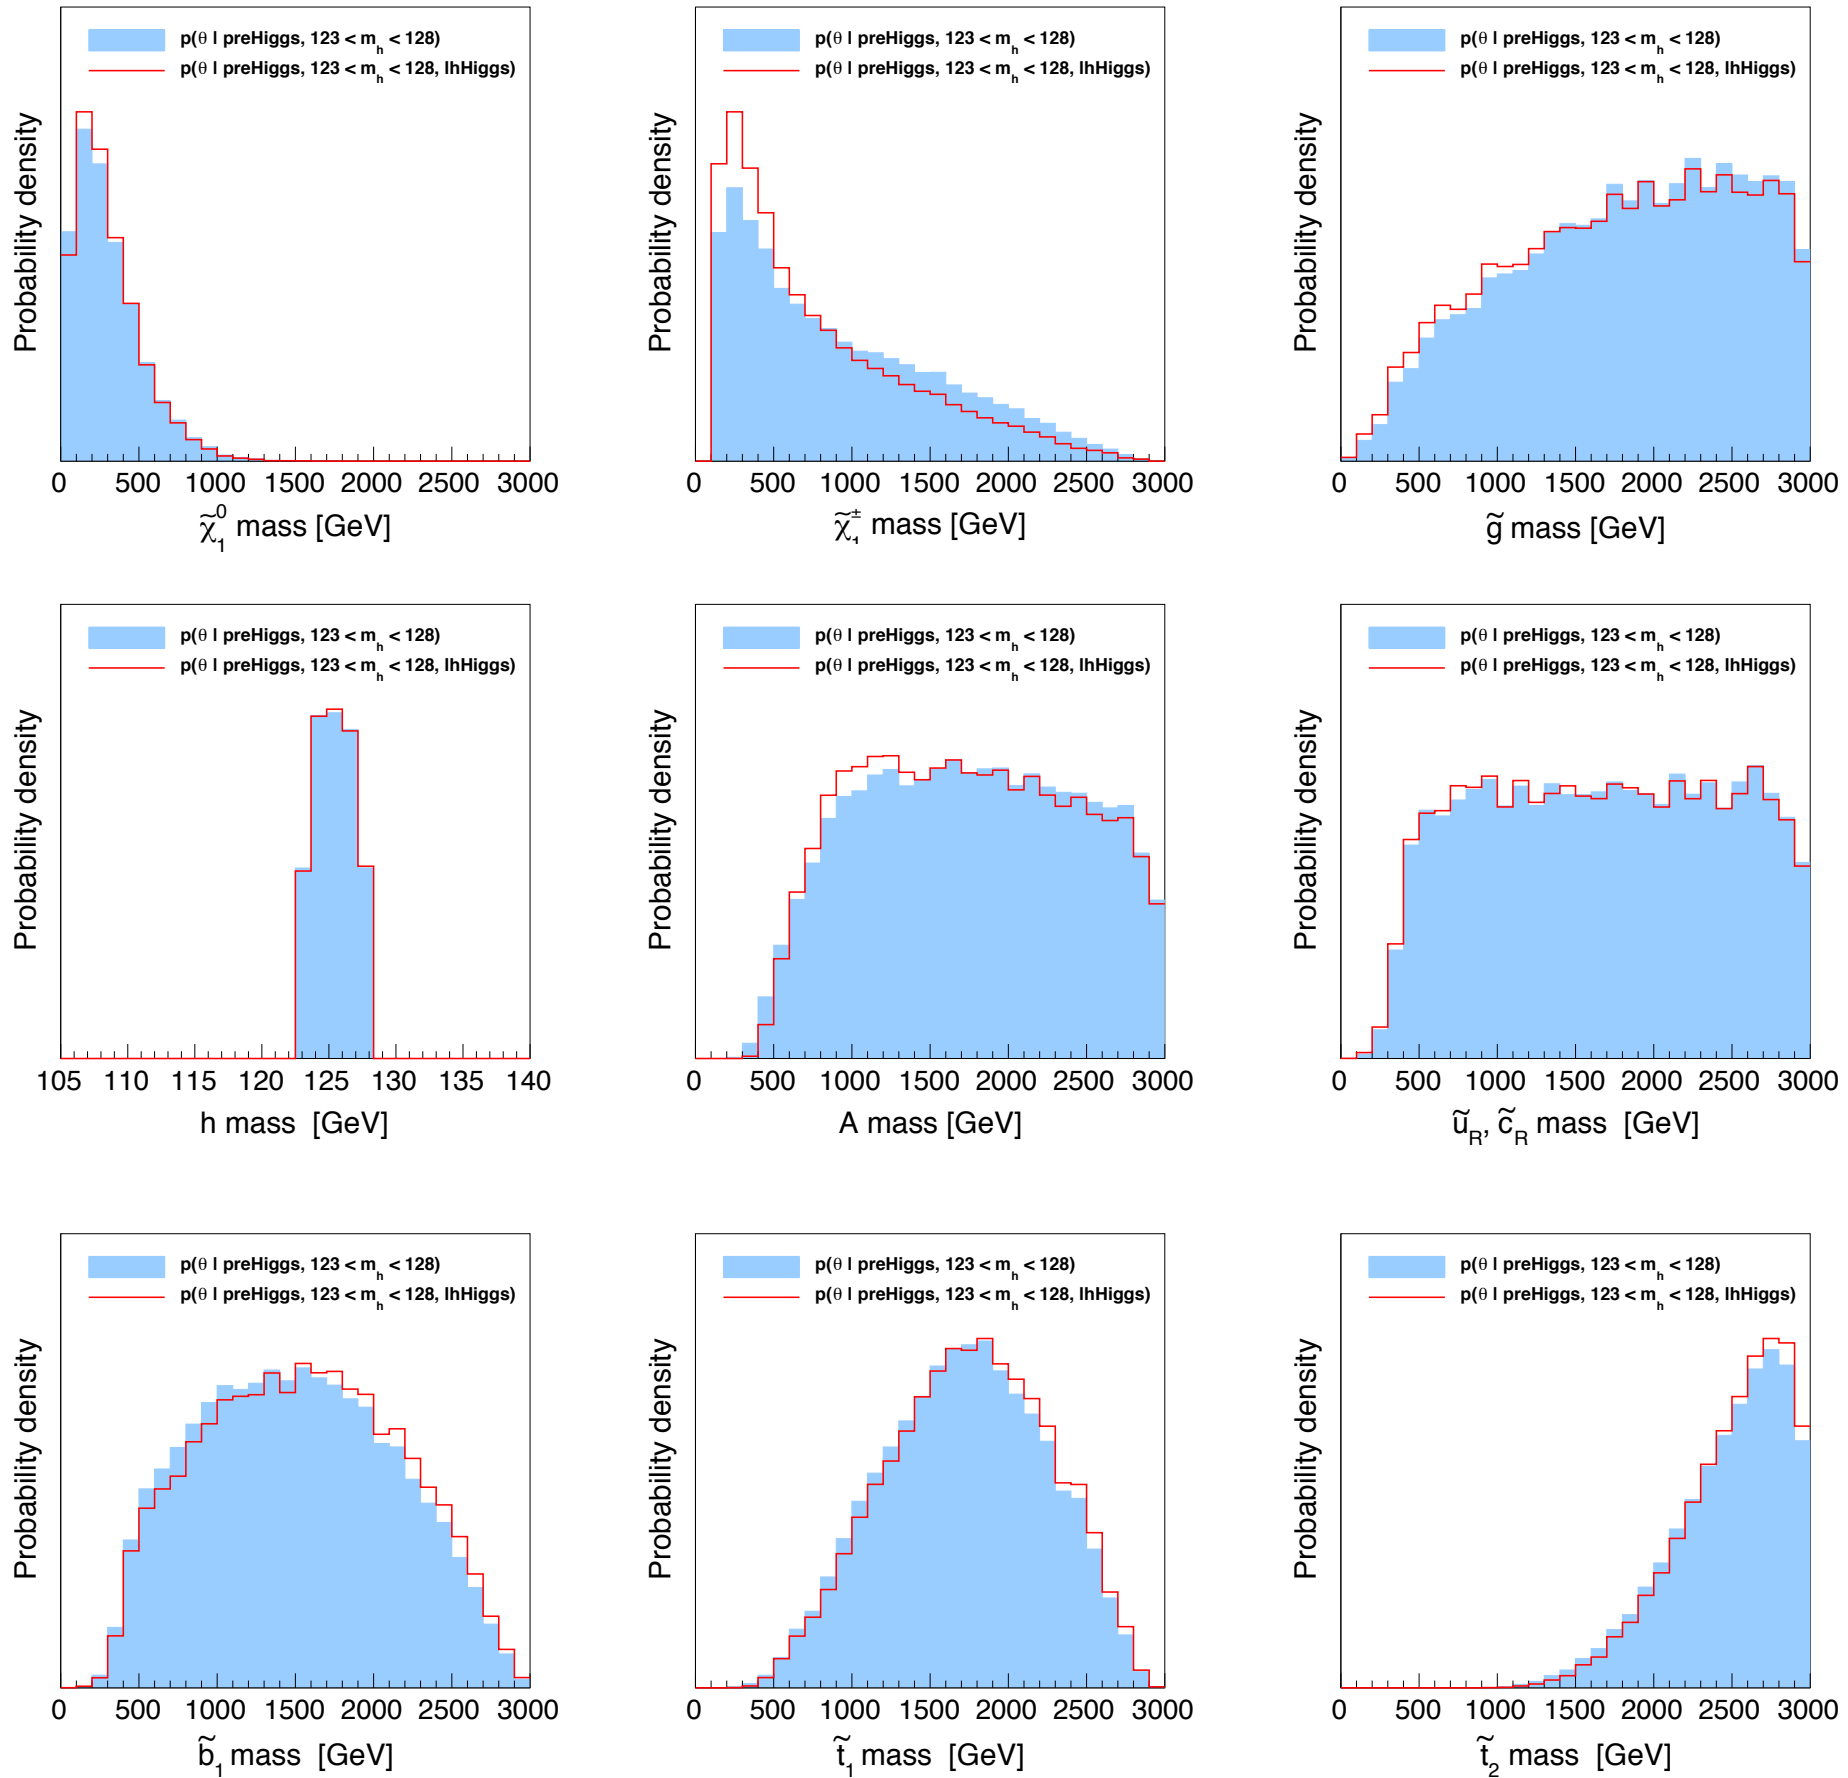 p(θ | preHiggs, 123 < m_h < 128)
p(θ | preHiggs, 123 < m_h < 128, lhHiggs)
Probability density
0 500 1000 1500 2000 2500 3000
χ̃₁⁰ mass [GeV]
p(θ | preHiggs, 123 < m_h < 128)
p(θ | preHiggs, 123 < m_h < 128, lhHiggs)
Probability density
0 500 1000 1500 2000 2500 3000
χ̃₁± mass [GeV]
p(θ | preHiggs, 123 < m_h < 128)
p(θ | preHiggs, 123 < m_h < 128, lhHiggs)
Probability density
0 500 1000 1500 2000 2500 3000
g̃ mass [GeV]
p(θ | preHiggs, 123 < m_h < 128)
p(θ | preHiggs, 123 < m_h < 128, lhHiggs)
Probability density
105 110 115 120 125 130 135 140
h mass [GeV]
p(θ | preHiggs, 123 < m_h < 128)
p(θ | preHiggs, 123 < m_h < 128, lhHiggs)
Probability density
0 500 1000 1500 2000 2500 3000
A mass [GeV]
p(θ | preHiggs, 123 < m_h < 128)
p(θ | preHiggs, 123 < m_h < 128, lhHiggs)
Probability density
0 500 1000 1500 2000 2500 3000
ũ_R, c̃_R mass [GeV]
p(θ | preHiggs, 123 < m_h < 128)
p(θ | preHiggs, 123 < m_h < 128, lhHiggs)
Probability density
0 500 1000 1500 2000 2500 3000
b̃₁ mass [GeV]
p(θ | preHiggs, 123 < m_h < 128)
p(θ | preHiggs, 123 < m_h < 128, lhHiggs)
Probability density
0 500 1000 1500 2000 2500 3000
t̃₁ mass [GeV]
p(θ | preHiggs, 123 < m_h < 128)
p(θ | preHiggs, 123 < m_h < 128, lhHiggs)
Probability density
0 500 1000 1500 2000 2500 3000
t̃₂ mass [GeV]